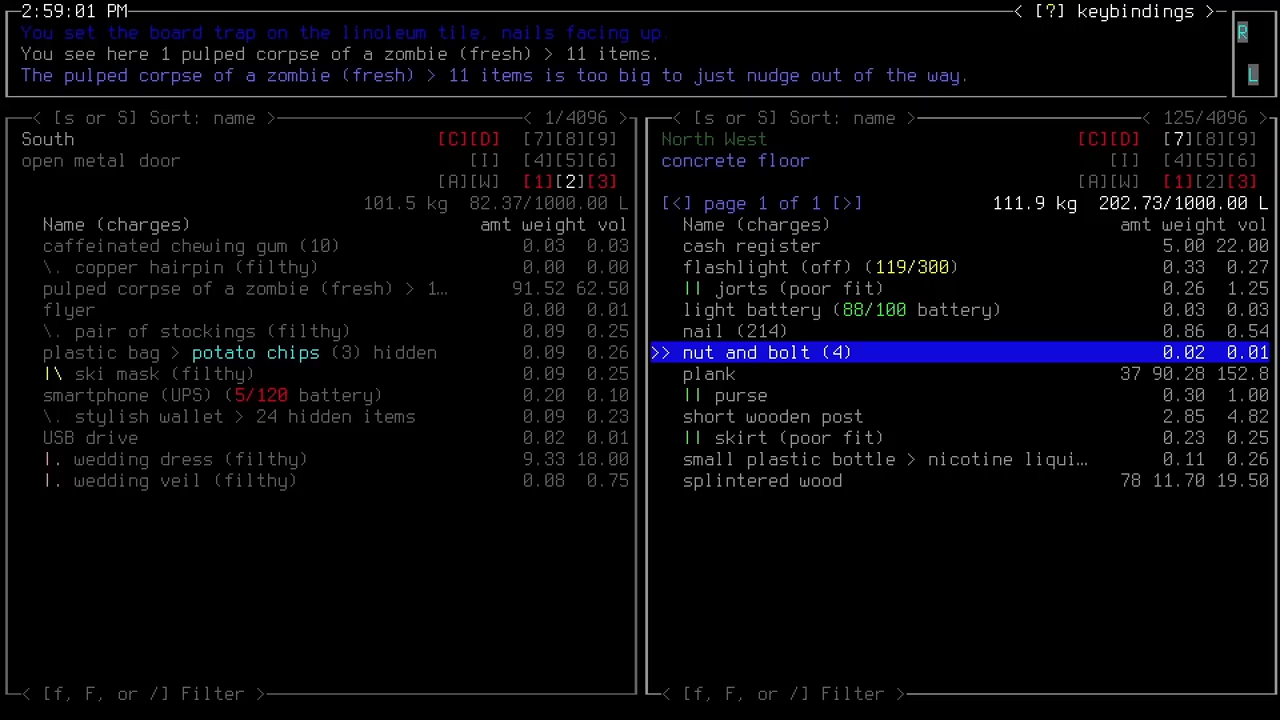 2:59:01 PM
< [?] keybindings >
You set the board trap on the linoleum tile, nails facing up.
R
You see here 1 pulped corpse of a zombie (fresh) > 11 items.
The pulped corpse of a zombie (fresh) > 11 items is too big to just nudge out of the way.
L
< [s or S] Sort: name > < 1/4096 >
South [C][D] [7][8][9]
open metal door [I] [4][5][6]
[A][W] [1][2][3]
101.5 kg 82.37/1000.00 L
Name (charges) amt weight vol
caffeinated chewing gum (10) 0.03 0.03
\. copper hairpin (filthy) 0.00 0.00
pulped corpse of a zombie (fresh) > 1… 91.52 62.50
flyer 0.00 0.01
\. pair of stockings (filthy) 0.09 0.25
plastic bag > potato chips (3) hidden 0.09 0.26
|\ ski mask (filthy) 0.09 0.25
smartphone (UPS) (5/120 battery) 0.20 0.10
\. stylish wallet > 24 hidden items 0.09 0.23
USB drive 0.02 0.01
|. wedding dress (filthy) 9.33 18.00
|. wedding veil (filthy) 0.08 0.75
< [f, F, or /] Filter >
< [s or S] Sort: name > < 125/4096 >
North West [C][D] [7][8][9]
concrete floor [I] [4][5][6]
[A][W] [1][2][3]
[<] page 1 of 1 [>] 111.9 kg 202.73/1000.00 L
Name (charges) amt weight vol
cash register 5.00 22.00
flashlight (off) (119/300) 0.33 0.27
|| jorts (poor fit) 0.26 1.25
light battery (88/100 battery) 0.03 0.03
nail (214) 0.86 0.54
>> nut and bolt (4) 0.02 0.01
plank 37 90.28 152.8
|| purse 0.30 1.00
short wooden post 2.85 4.82
|| skirt (poor fit) 0.23 0.25
small plastic bottle > nicotine liqui… 0.11 0.26
splintered wood 78 11.70 19.50
< [f, F, or /] Filter >